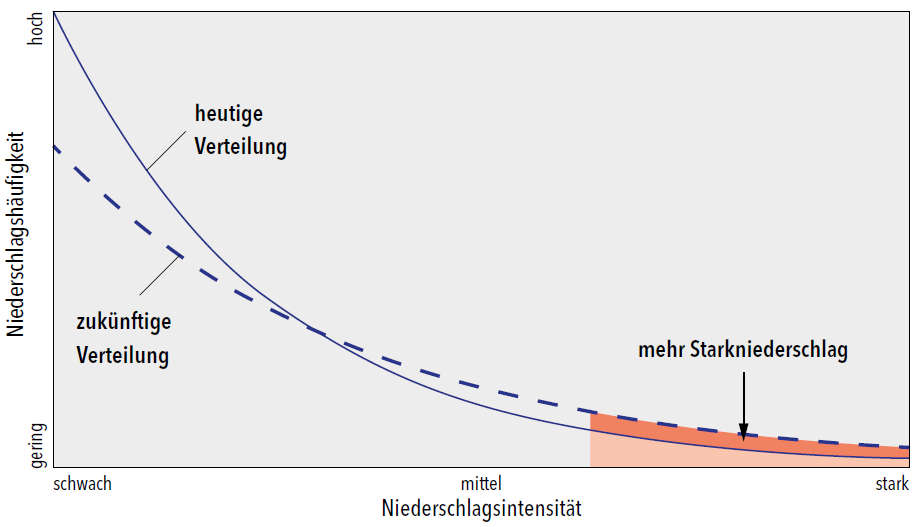 hoch
heutige
Verteilung
Niederschlagshäufigkeit
zukünftige
Verteilung
mehr Starkniederschlag
gering
schwach
mittel
stark
Niederschlagsintensität